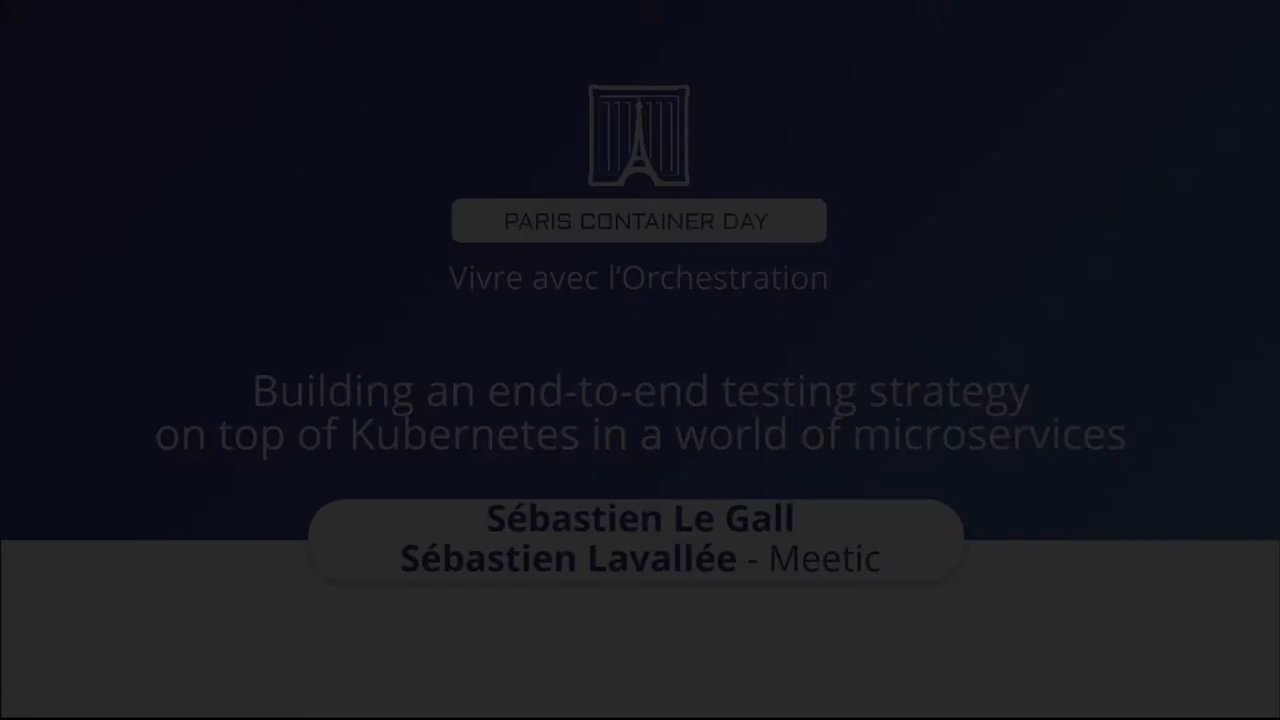 PARIS CONTAINER DAY
Vivre avec l'Orchestration
Building an end-to-end testing strategy
on top of Kubernetes in a world of microservices
Sébastien Le Gall
Sébastien Lavallée - Meetic